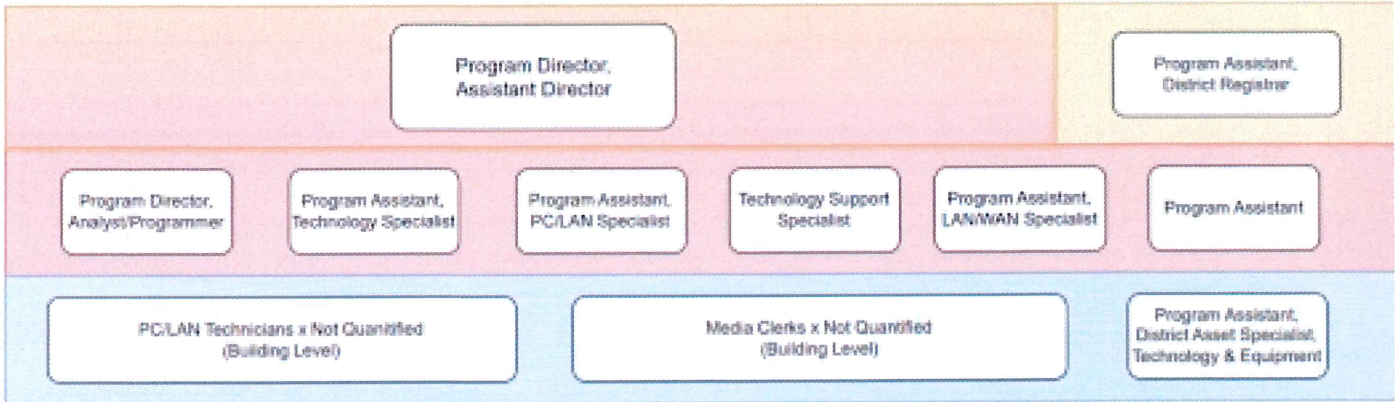 Program Director,
Assistant Director
Program Assistant,
District Registrar
Program Director,
Analyst/Programmer
Program Assistant,
Technology Specialist
Program Assistant,
PC/LAN Specialist
Technology Support
Specialist
Program Assistant,
LAN/WAN Specialist
Program Assistant
PC/LAN Technicians x Not Quanitified
(Building Level)
Media Clerks x Not Quantified
(Building Level)
Program Assistant,
District Asset Specialist,
Technology & Equipment